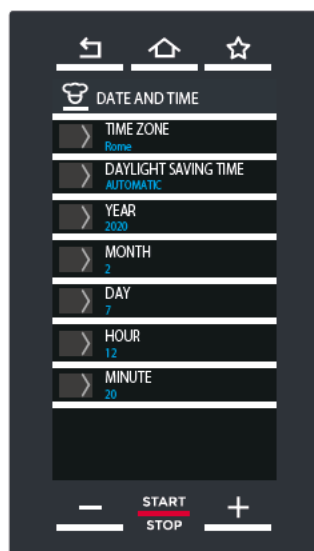 DATE AND TIME
TIME ZONE
Rome
DAYLIGHT SAVING TIME
AUTOMATIC
YEAR
2020
MONTH
2
DAY
7
HOUR
12
MINUTE
20
START
STOP